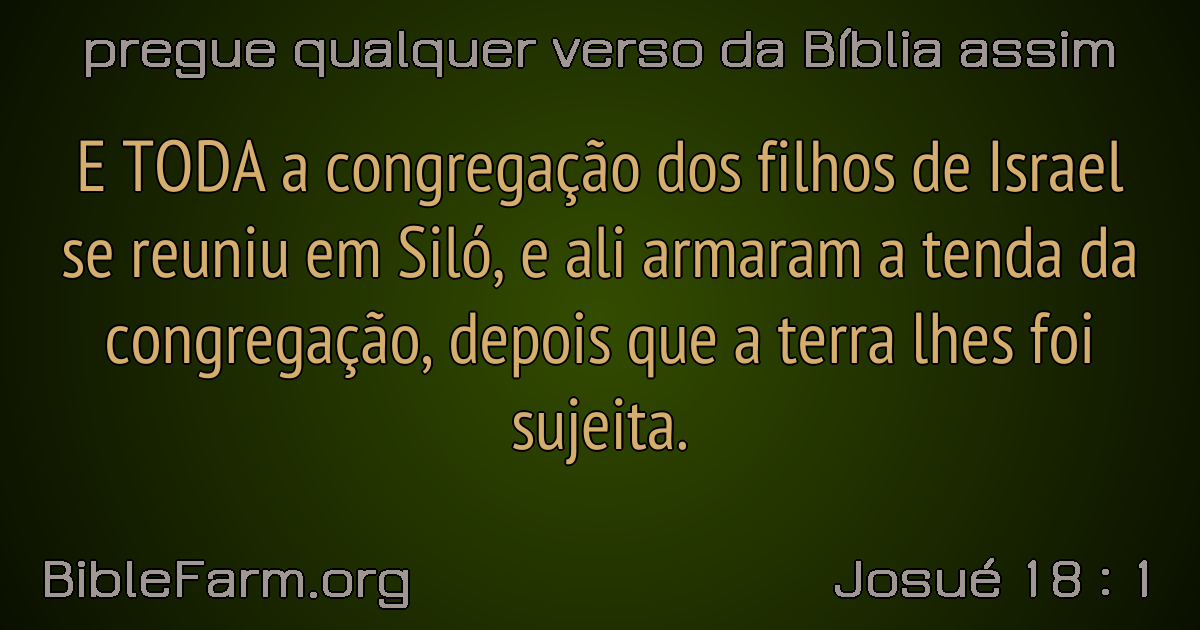 pregue qualquer verso da Bíblia assim
E TODA a congregação dos filhos de Israel
se reuniu em Siló, e ali armaram a tenda da
congregação, depois que a terra lhes foi
sujeita.
BibleFarm.org
Josué 18 : 1